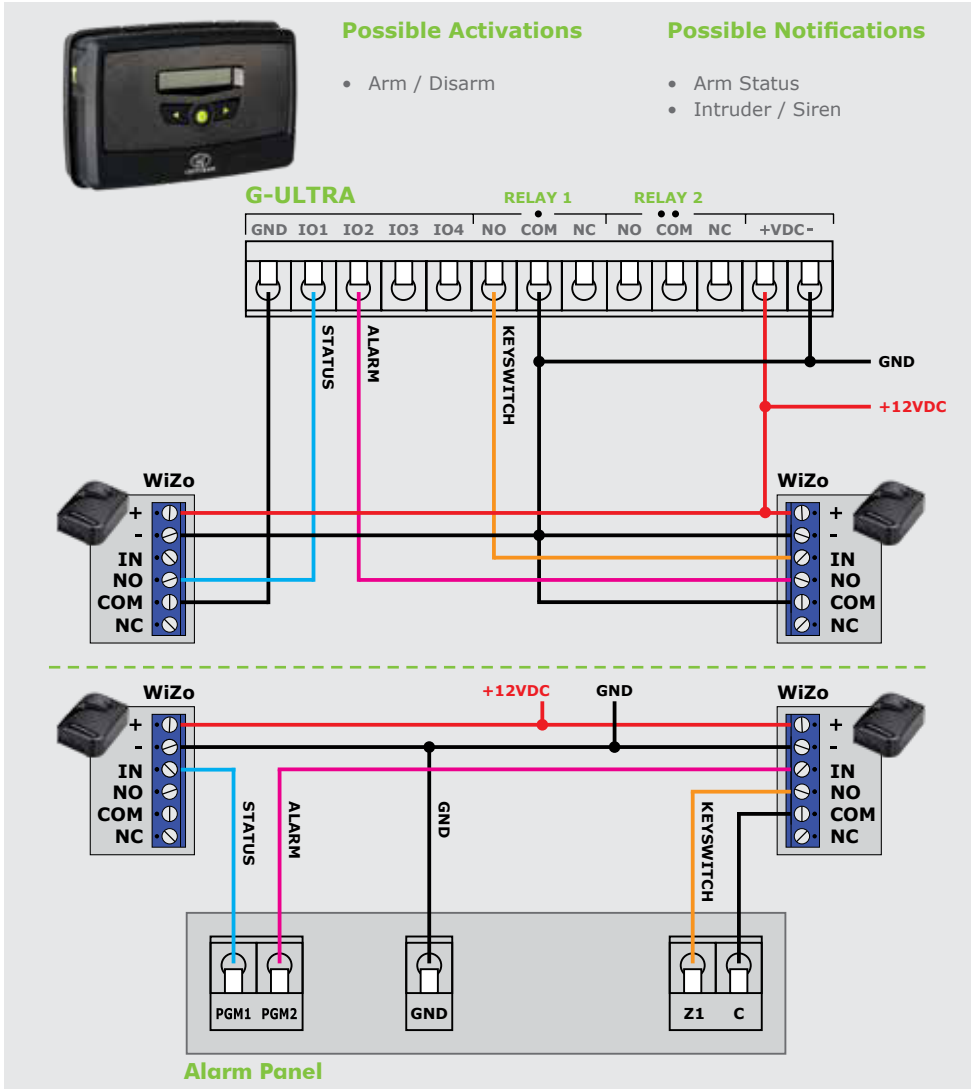 Possible Activations
• Arm / Disarm
Possible Notifications
• Arm Status
• Intruder / Siren
G-ULTRA
RELAY 1
RELAY 2
GND IO1 IO2 IO3 IO4 NO COM NC NO COM NC +VDC-
STATUS
ALARM
KEYSWITCH
GND
+12VDC
WiZo
+
-
IN
NO
COM
NC
WiZo
+
-
IN
NO
COM
NC
WiZo
+
-
IN
NO
COM
NC
+12VDC
GND
WiZo
+
-
IN
NO
COM
NC
STATUS
ALARM
GND
KEYSWITCH
PGM1 PGM2
GND
Z1 C
Alarm Panel